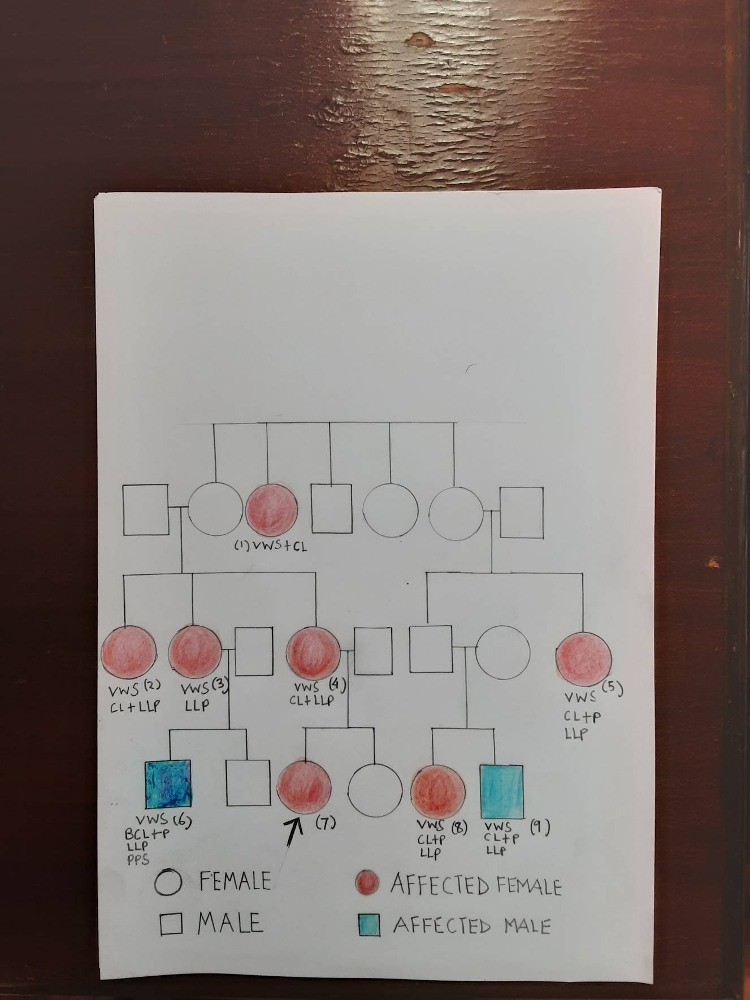 (1) VWS+CL
VWS (2)
CL+LLP
VWS (3)
LLP
VWS (4)
CL+LLP
VWS (5)
CL+P
LLP
VWS (6)
BCL+P
LLP
PPS
(7)
VWS (8)
CL+P
LLP
VWS (9)
CL+P
LLP
FEMALE
AFFECTED FEMALE
MALE
AFFECTED MALE